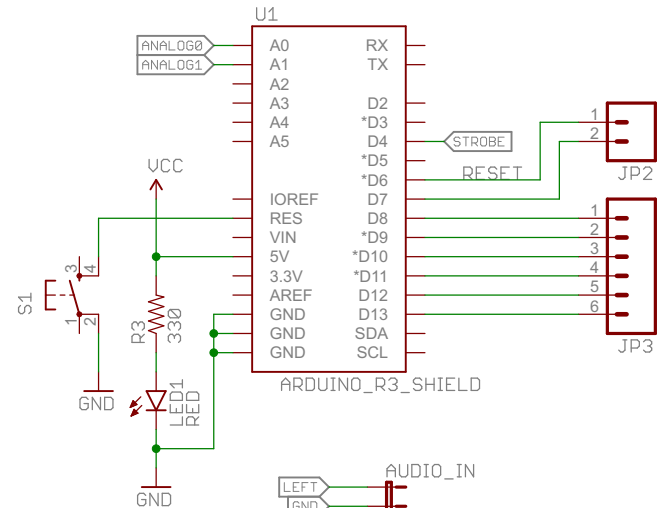 U1
ANALOG0 A0 RX
ANALOG1 A1 TX
A2
A3 D2
A4 *D3
A5 D4 STROBE
*D5
*D6 RESET
IOREF D7
RES D8
VIN *D9
5V *D10
3.3V *D11
AREF D12
GND D13
GND SDA
GND SCL
ARDUINO_R3_SHIELD
1
2
JP2
1
2
3
4
5
6
JP3
VCC
S1
3 4
1 2
GND
R3
330
LED1
RED
GND
AUDIO_IN
LEFT
GND